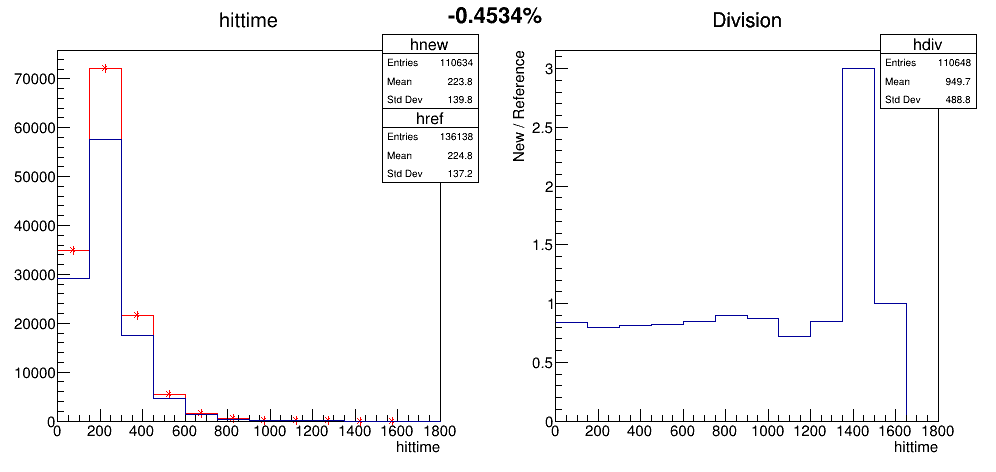 -0.4534%
hittime
hnew
Entries 110634
Mean 223.8
Std Dev 139.8
href
Entries 136138
Mean 224.8
Std Dev 137.2
70000
60000
50000
40000
30000
20000
10000
0
0 200 400 600 800 1000 1200 1400 1600 1800
hittime
Division
hdiv
Entries 110648
Mean 949.7
Std Dev 488.8
New / Reference
3
2.5
2
1.5
1
0.5
0
0 200 400 600 800 1000 1200 1400 1600 1800
hittime